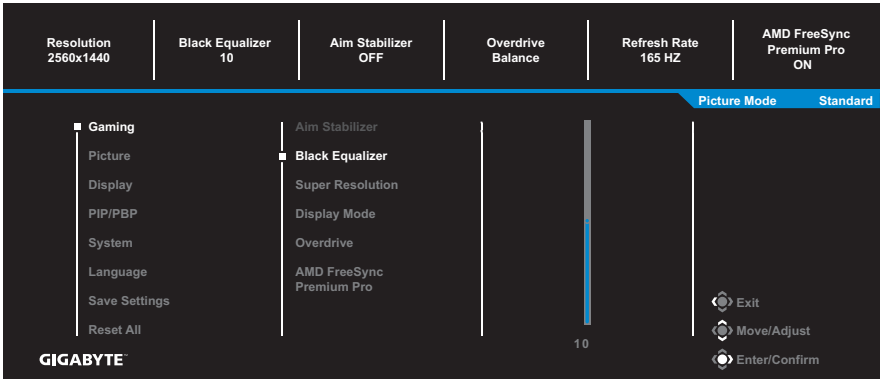 Resolution
2560x1440
Black Equalizer
10
Aim Stabilizer
OFF
Overdrive
Balance
Refresh Rate
165 HZ
AMD FreeSync
Premium Pro
ON
Picture Mode Standard
Gaming
Picture
Display
PIP/PBP
System
Language
Save Settings
Reset All
Aim Stabilizer
Black Equalizer
Super Resolution
Display Mode
Overdrive
AMD FreeSync
Premium Pro
10
Exit
Move/Adjust
Enter/Confirm
GIGABYTE™